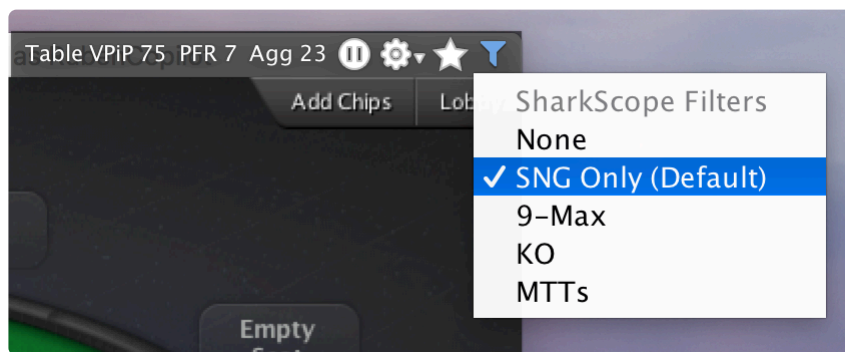 Table VPiP 75 PFR 7 Agg 23
Add Chips
SharkScope Filters
None
✓ SNG Only (Default)
9-Max
KO
MTTs
Empty